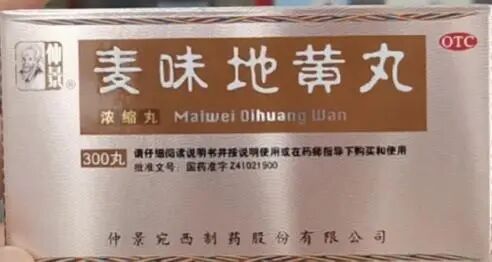 仲景®
OTC
麦味地黄丸
浓缩丸 Maiwei Dihuang Wan
300丸
请仔细阅读说明书并按说明使用或在药师指导下购买和使用
批准文号：国药准字Z41021900
仲景宛西制药股份有限公司